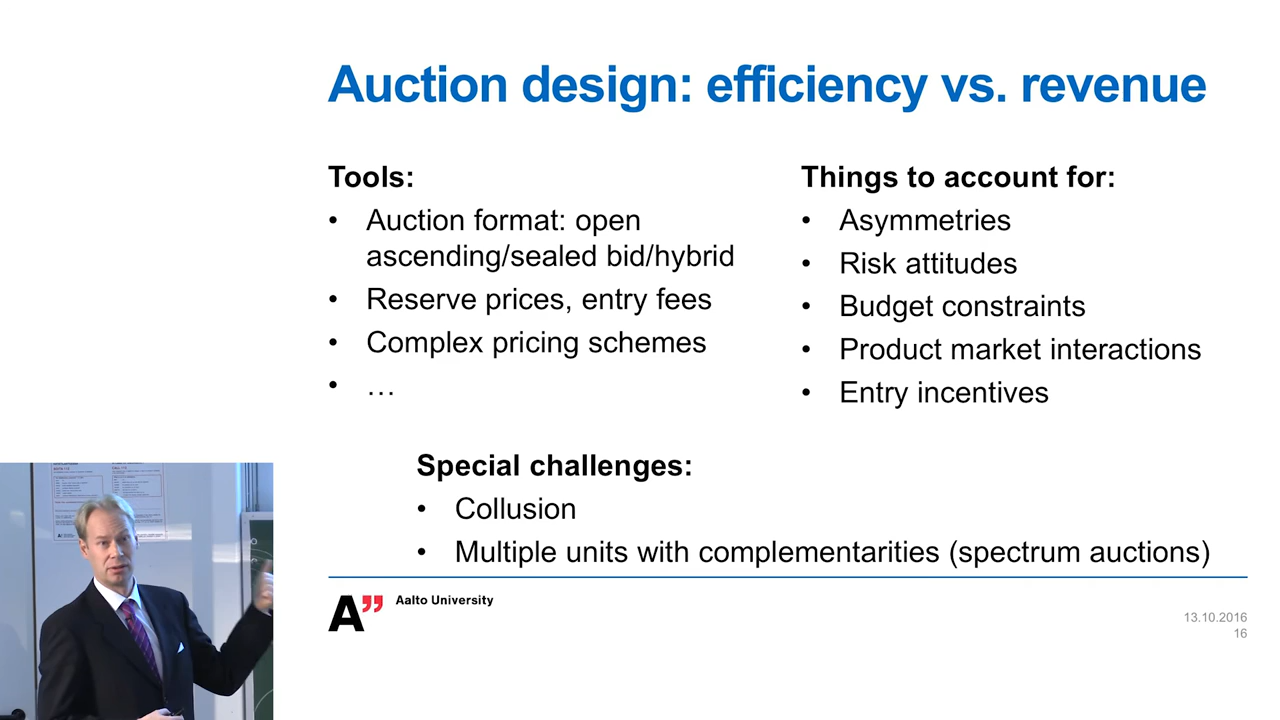 Auction design: efficiency vs. revenue
Tools:
• Auction format: open
ascending/sealed bid/hybrid
• Reserve prices, entry fees
• Complex pricing schemes
• …
Things to account for:
• Asymmetries
• Risk attitudes
• Budget constraints
• Product market interactions
• Entry incentives
Special challenges:
• Collusion
• Multiple units with complementarities (spectrum auctions)
A”
Aalto University
13.10.2016
16